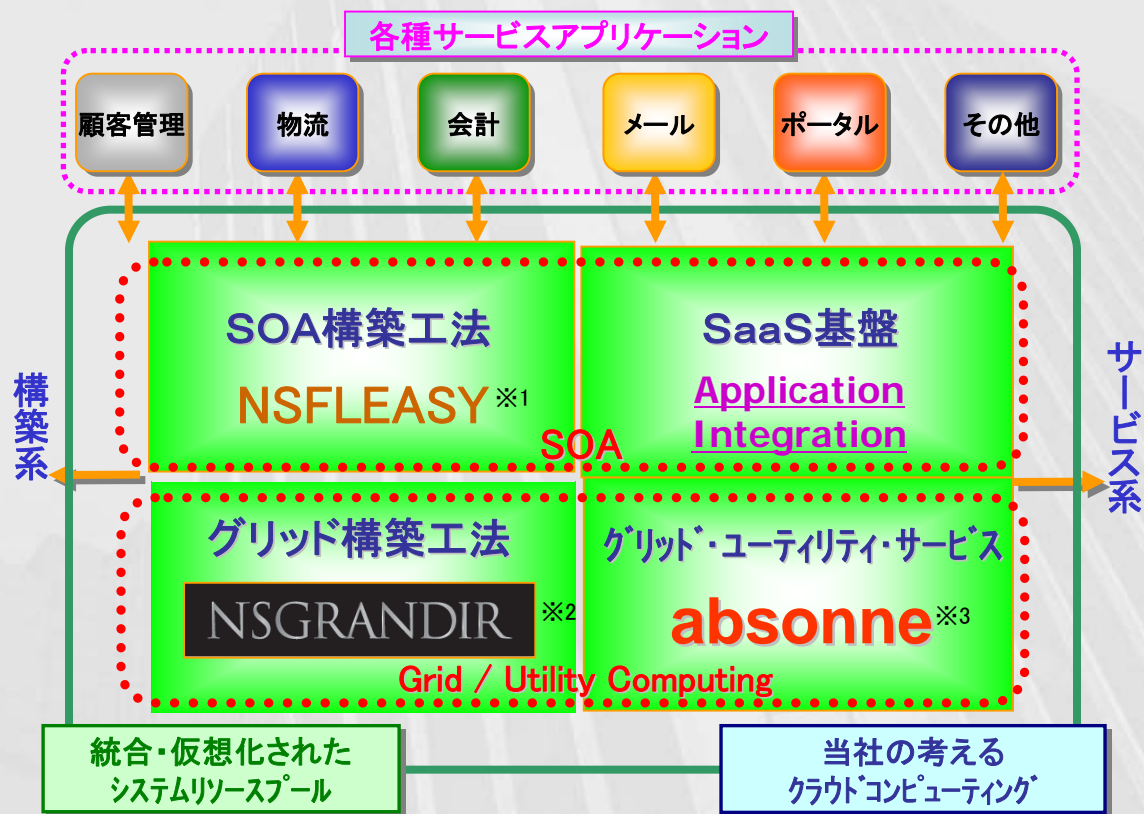 各種サービスアプリケーション
顧客管理
物流
会計
メール
ポータル
その他
SOA構築工法
NSFLEASY※1
SaaS基盤
Application
Integration
SOA
構築系
サービス系
グリッド構築工法
NSGRANDIR ※2
グリッド・ユーティリティ・サービス
absonne※3
Grid / Utility Computing
統合・仮想化された
システムリソースプール
当社の考える
クラウドコンピューティング